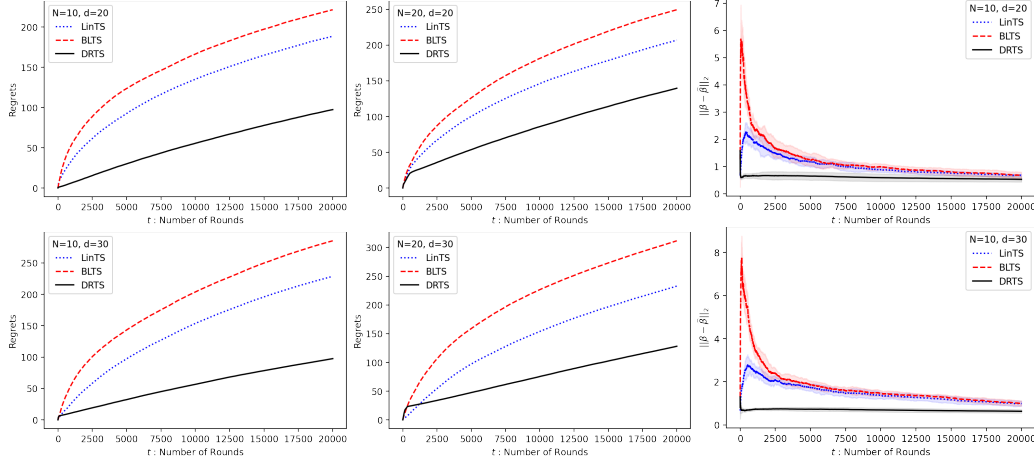 N=10, d=20
LinTS
BLTS
DRTS
Regrets
200
150
100
50
0
0 2500 5000 7500 10000 12500 15000 17500 20000
t : Number of Rounds
N=20, d=20
LinTS
BLTS
DRTS
Regrets
250
200
150
100
50
0
0 2500 5000 7500 10000 12500 15000 17500 20000
t : Number of Rounds
N=10, d=20
LinTS
BLTS
DRTS
||β − β̂||₂
7
6
5
4
3
2
1
0
0 2500 5000 7500 10000 12500 15000 17500 20000
t : Number of Rounds
N=10, d=30
LinTS
BLTS
DRTS
Regrets
250
200
150
100
50
0
0 2500 5000 7500 10000 12500 15000 17500 20000
t : Number of Rounds
N=20, d=30
LinTS
BLTS
DRTS
Regrets
300
250
200
150
100
50
0
0 2500 5000 7500 10000 12500 15000 17500 20000
t : Number of Rounds
N=10, d=30
LinTS
BLTS
DRTS
||β − β̂||₂
8
6
4
2
0
0 2500 5000 7500 10000 12500 15000 17500 20000
t : Number of Rounds